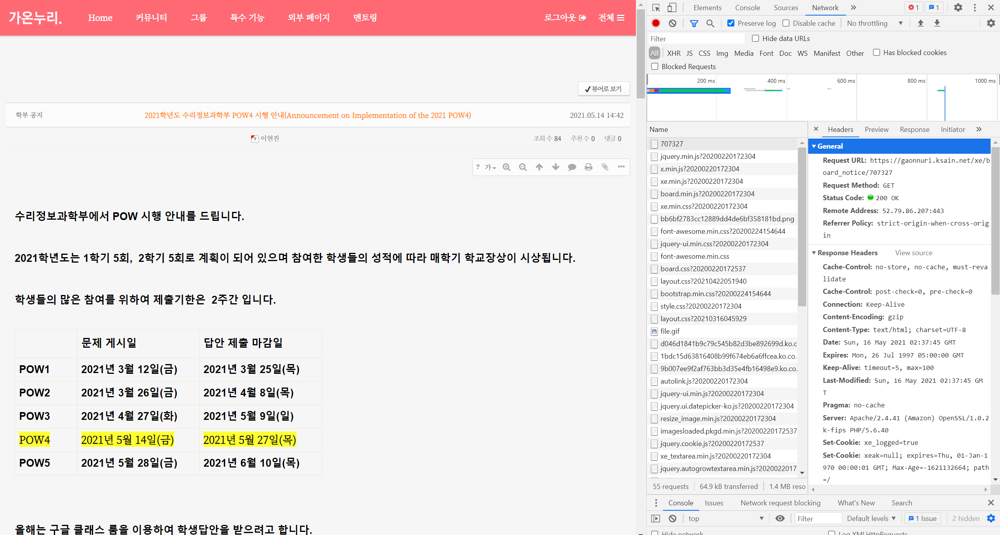 가온누리.
Home 커뮤니티 그룹 특수 기능 외부 페이지 멘토링 로그아웃 전체
뷰어로 보기
학부 공지 2021학년도 수리정보과학부 POW4 시행 안내(Announcement on Implementation of the 2021 POW4) 2021.05.14 14:42
이현진 조회 수 84 추천 수 0 댓글 0
? 가
수리정보과학부에서 POW 시행 안내를 드립니다.
2021학년도는 1학기 5회, 2학기 5회로 계획이 되어 있으며 참여한 학생들의 성적에 따라 매학기 학교장상이 시상됩니다.
학생들의 많은 참여를 위하여 제출기한은 2주간 입니다.
문제 게시일 답안 제출 마감일
POW1 2021년 3월 12일(금) 2021년 3월 25일(목)
POW2 2021년 3월 26일(금) 2021년 4월 8일(목)
POW3 2021년 4월 27일(화) 2021년 5월 9일(일)
POW4 2021년 5월 14일(금) 2021년 5월 27일(목)
POW5 2021년 5월 28일(금) 2021년 6월 10일(목)
올해는 구글 클래스 룸을 이용하여 학생답안을 받으려고 합니다.
Elements Console Sources Network 1 1
Preserve log Disable cache No throttling
Filter Hide data URLs
All XHR JS CSS Img Media Font Doc WS Manifest Other Has blocked cookies
Blocked Requests
200 ms 400 ms 600 ms 800 ms 1000 ms
Name
707327
jquery.min.js?20200220172304
x.min.js?20200220172304
xe.min.js?20200220172304
board.min.js?20200220172304
xe.min.css?20200220172304
bb6bf2783cc12889dd4de6bf358181bd.png
font-awesome.min.css?20200224154644
jquery-ui.min.css?20200220172304
font-awesome.min.css
board.css?20200220172537
layout.css?20210422051940
bootstrap.min.css?20200224154644
style.css?20200220172304
layout.css?20210316045929
file.gif
d046d1841b9c79c545b82d3be892699d.ko.c
1bdc15d63816408b99f674eb6a6ffcea.ko.co.
9b007ee9f2af763bb3d35e4fb16498e9.ko.co.
autolink.js?20200220172304
jquery-ui.min.js?20200220172304
jquery.ui.datepicker-ko.js?20200220172304
resize_image.min.js?20200220172304
imagesloaded.pkgd.min.js?20200220172537
jquery.cookie.js?20200220172537
xe_textarea.min.js?20200220172304
jquery.autogrowtextarea.min.js?2020022017
55 requests 64.9 kB transferred 1.4 MB reso
Headers Preview Response Initiator
General
Request URL: https://gaonnuri.ksain.net/xe/b
oard_notice/707327
Request Method: GET
Status Code: 200 OK
Remote Address: 52.79.86.207:443
Referrer Policy: strict-origin-when-cross-orig
in
Response Headers View source
Cache-Control: no-store, no-cache, must-reva
lidate
Cache-Control: post-check=0, pre-check=0
Connection: Keep-Alive
Content-Encoding: gzip
Content-Type: text/html; charset=UTF-8
Date: Sun, 16 May 2021 02:37:45 GMT
Expires: Mon, 26 Jul 1997 05:00:00 GMT
Keep-Alive: timeout=5, max=100
Last-Modified: Sun, 16 May 2021 02:37:45 GM
T
Pragma: no-cache
Server: Apache/2.4.41 (Amazon) OpenSSL/1.0.2
k-fips PHP/5.6.40
Set-Cookie: xe_logged=true
Set-Cookie: xeak=null; expires=Thu, 01-Jan-1
970 00:00:01 GMT; Max-Age=-1621132664; path
=/
Console Issues Network request blocking What's New Search
top Filter Default levels 1 Issue 2 hidden
Hide network Log XMLHttpRequests